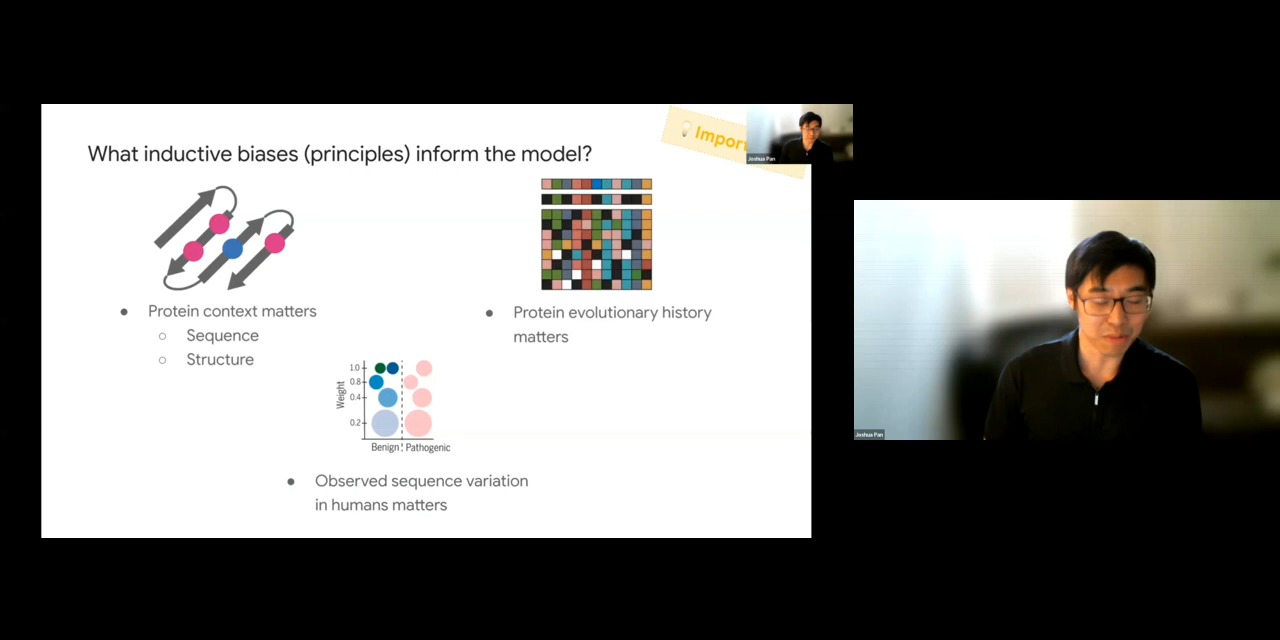 What inductive biases (principles) inform the model?
Joshua Pan
Protein context matters
Sequence
Structure
Protein evolutionary history
matters
Weight
1.0
0.8
0.4
0.2
Benign Pathogenic
Observed sequence variation
in humans matters
Joshua Pan